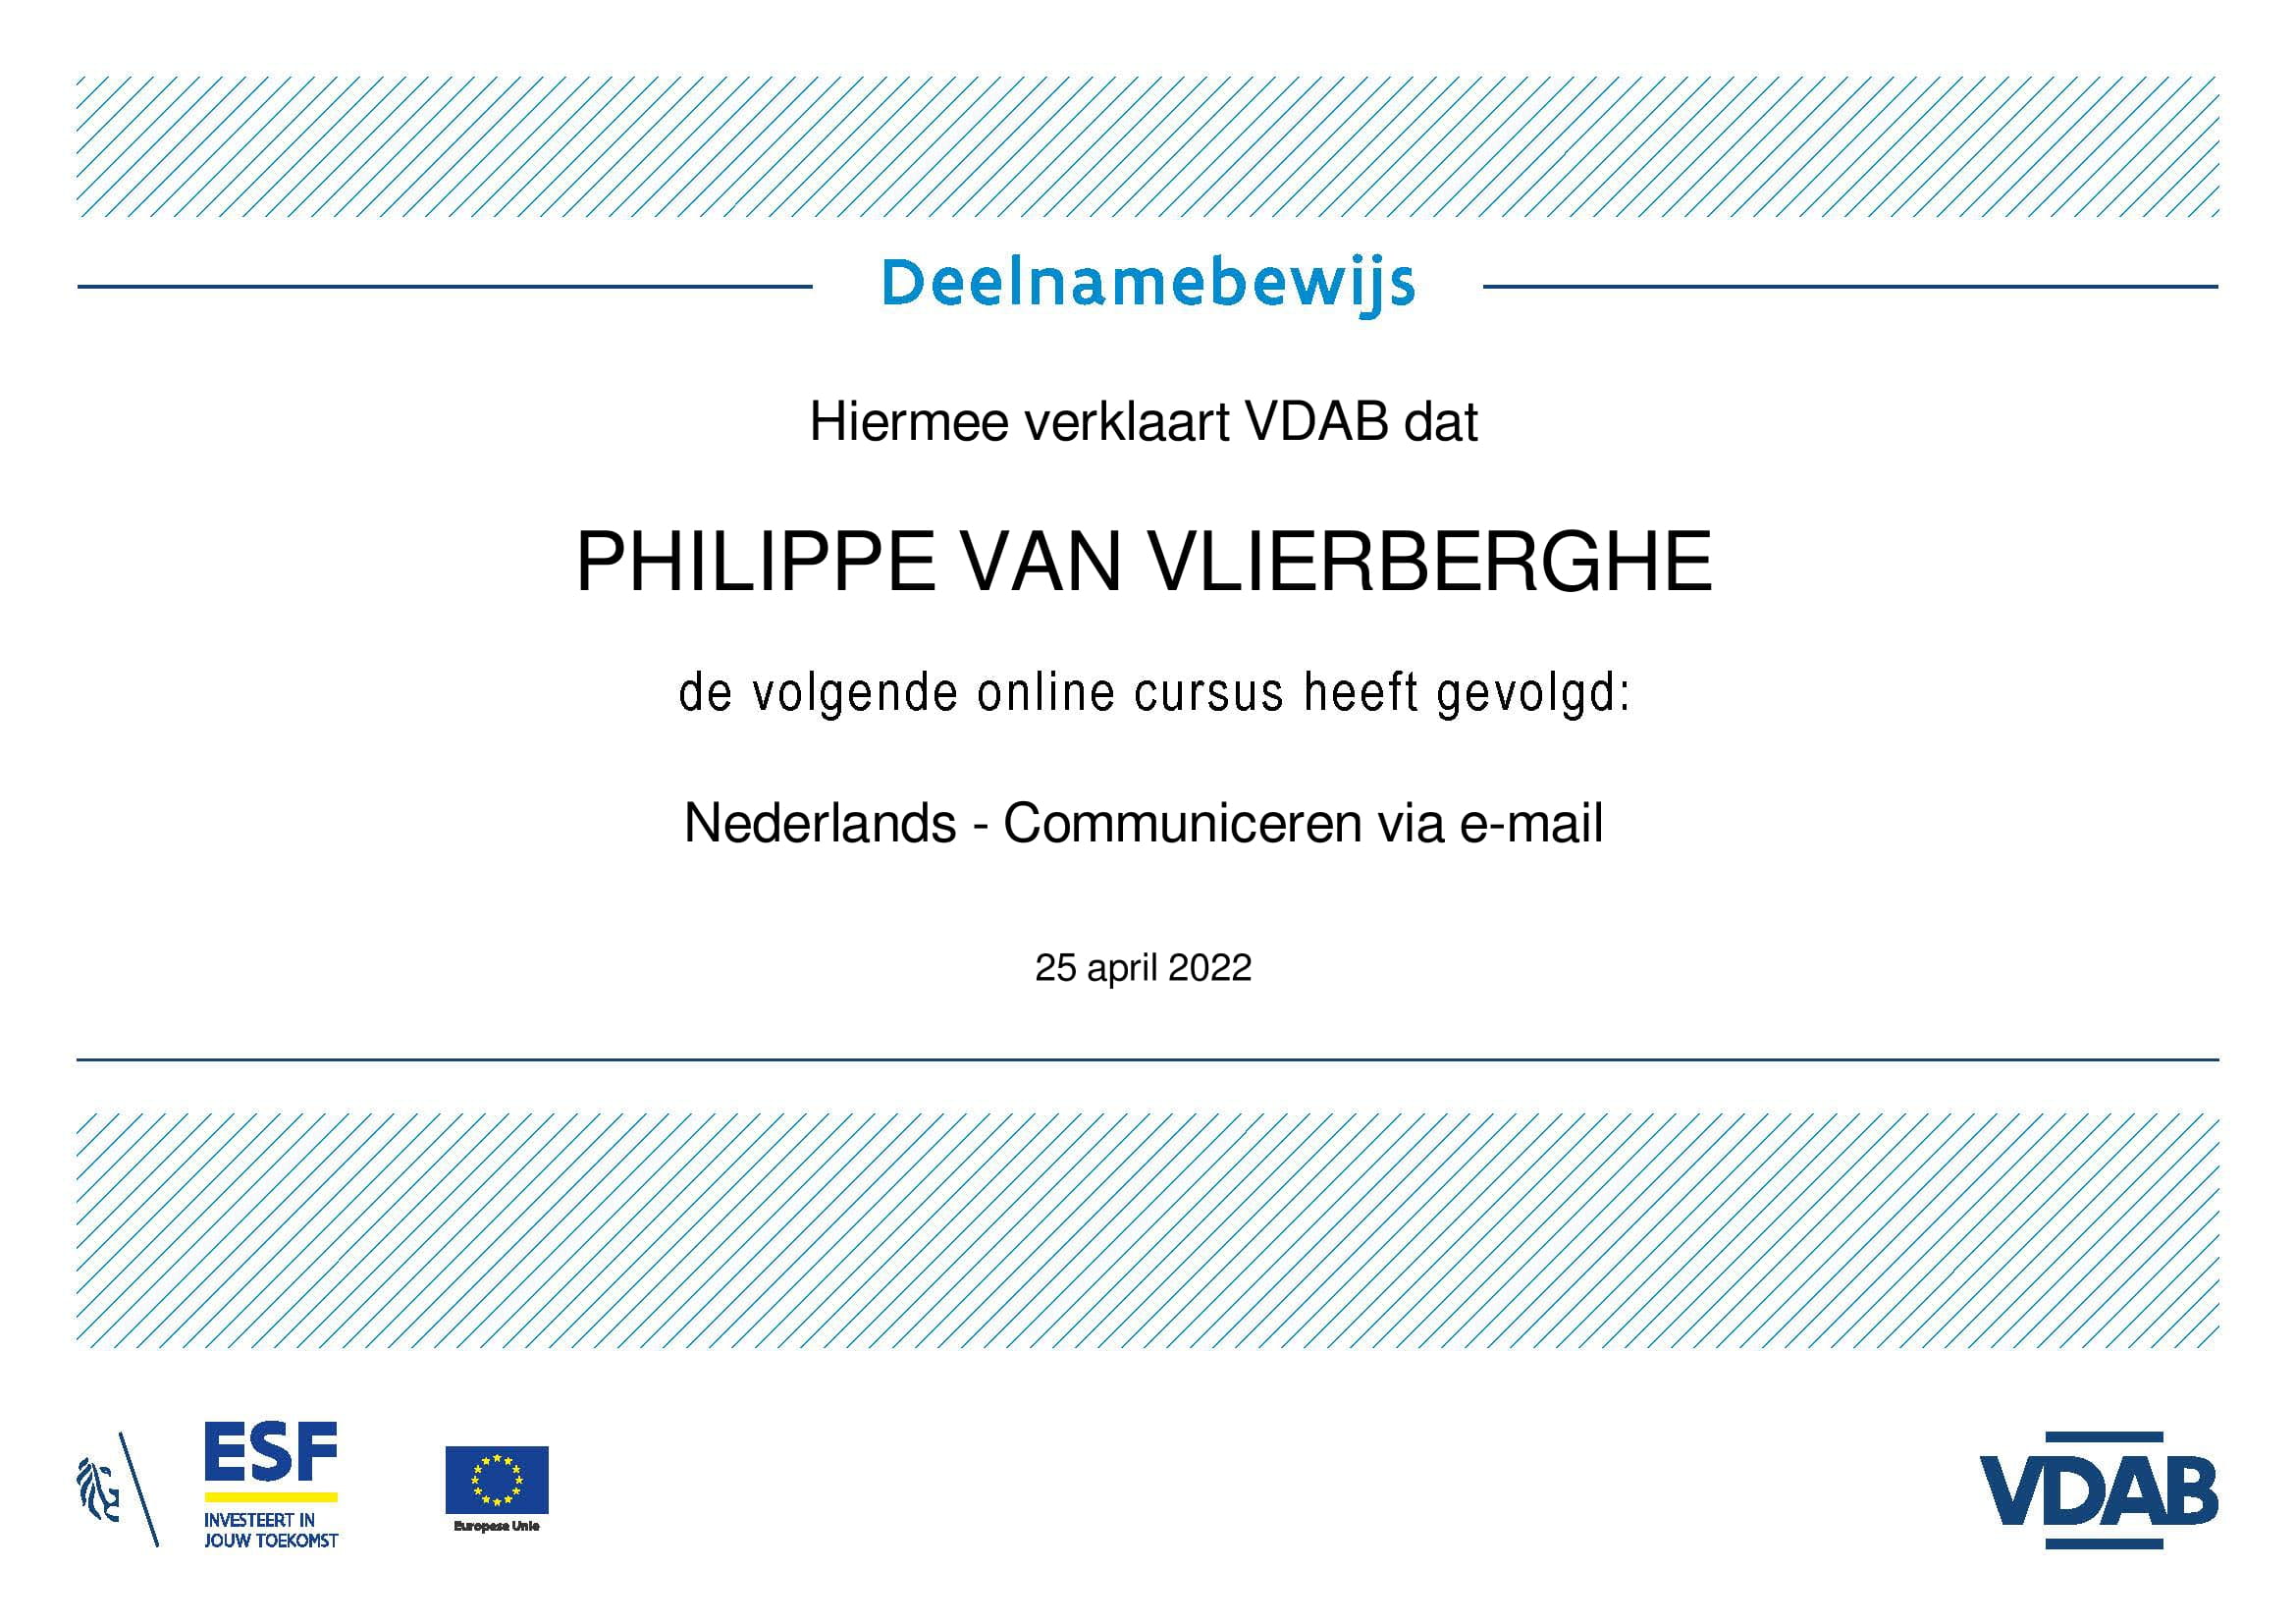 Deelnamebewijs
Hiermee verklaart VDAB dat
PHILIPPE VAN VLIERBERGHE
de volgende online cursus heeft gevolgd:
Nederlands - Communiceren via e-mail
25 april 2022
ESF
INVESTEERT IN
JOUW TOEKOMST
Europese Unie
VDAB